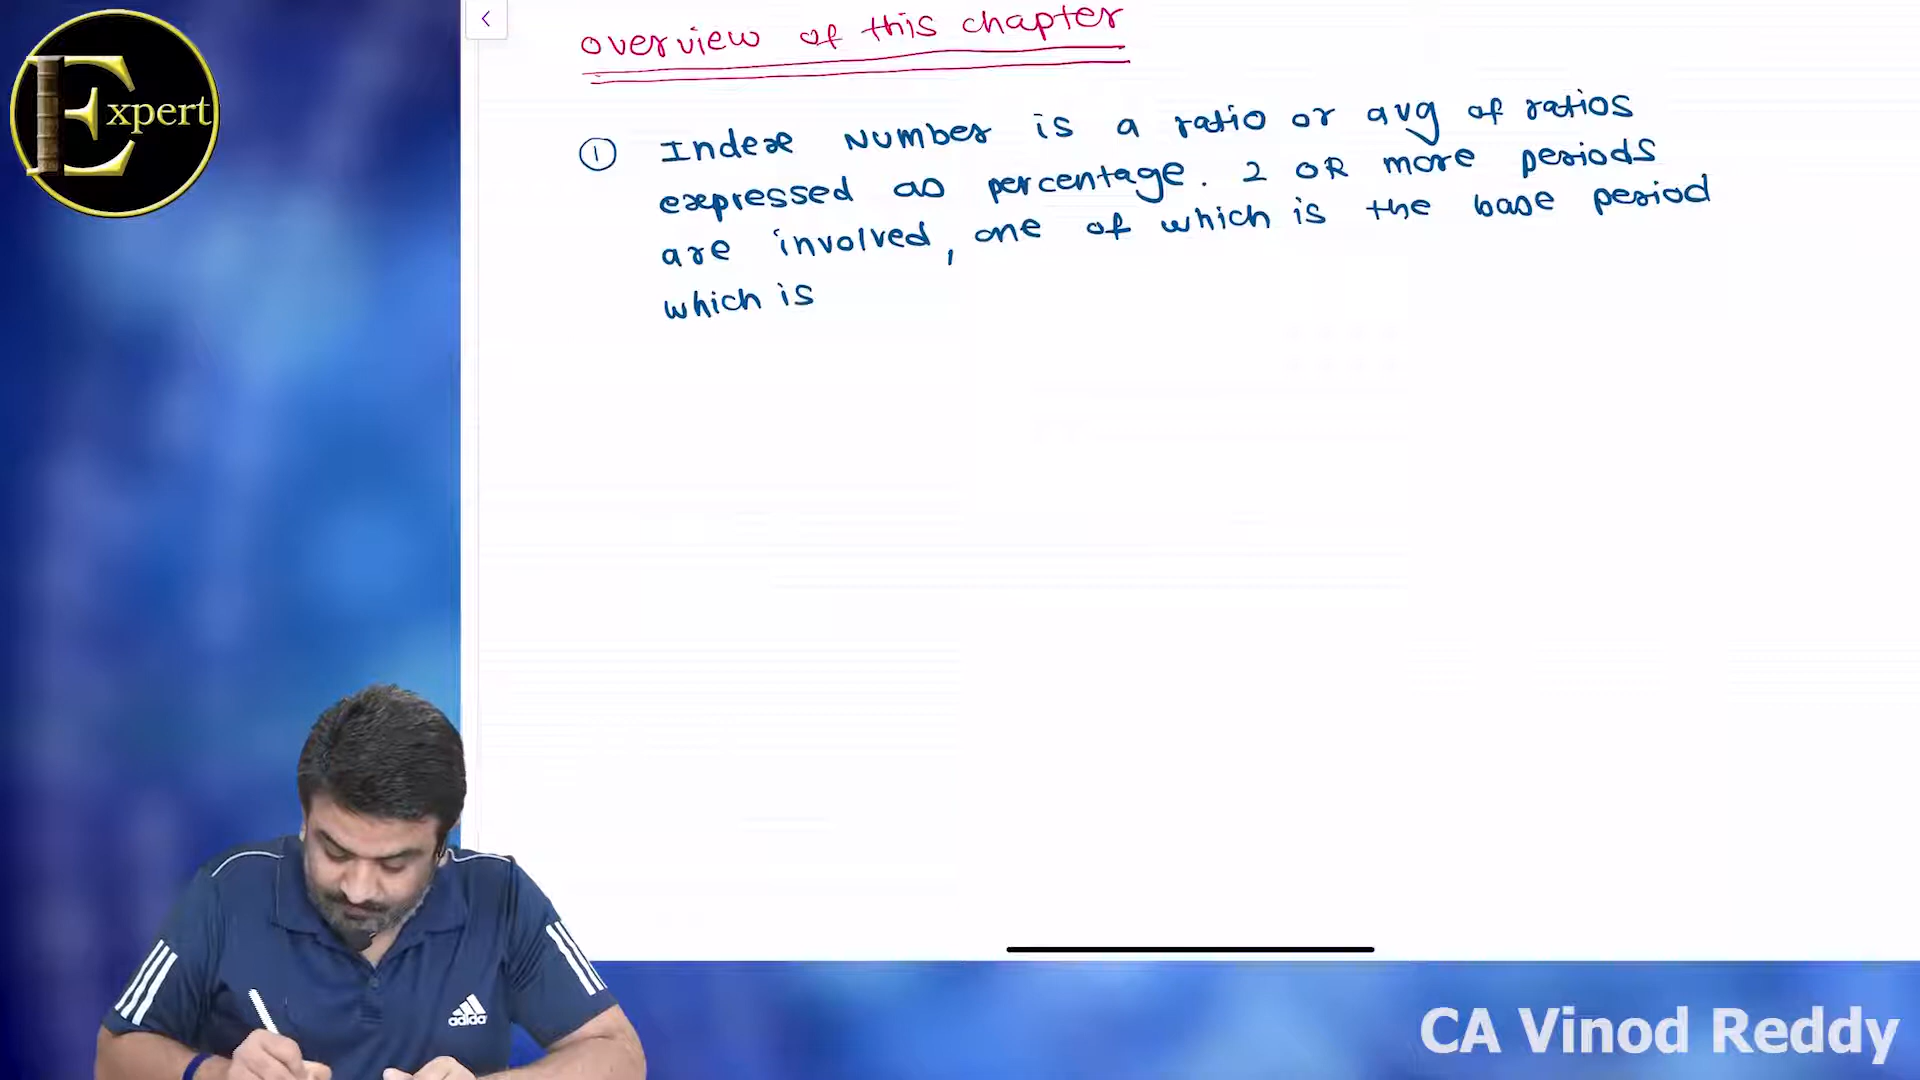 Expert
overview of this chapter
① Index Number is a ratio or avg of ratios
expressed as percentage. 2 OR more periods
are involved, one of which is the base period
which is
adidas
CA Vinod Reddy